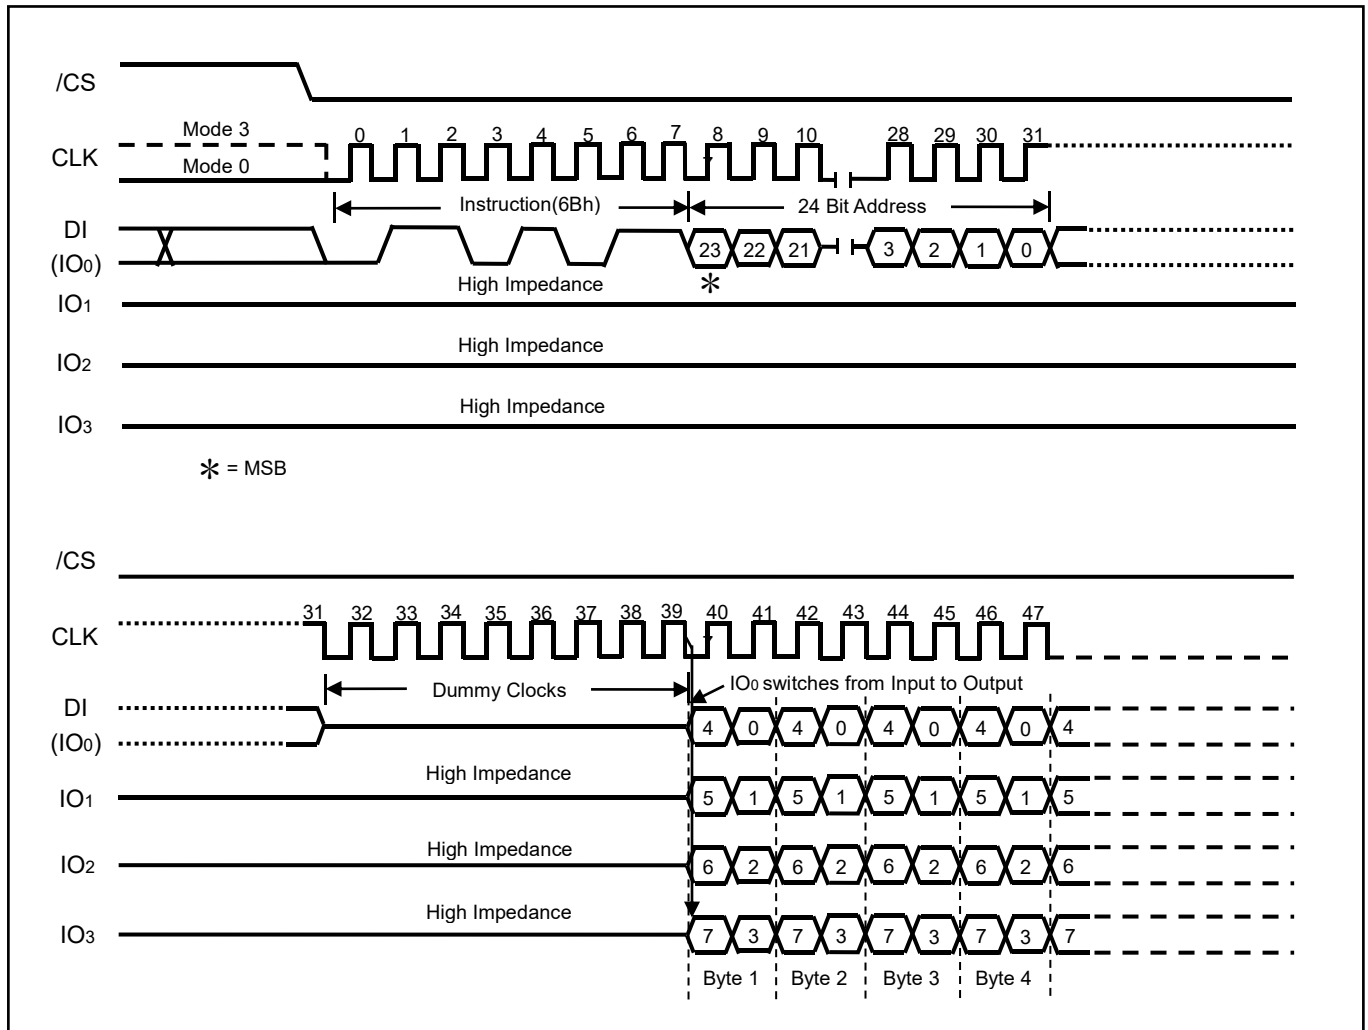 /CS
Mode 3
0 1 2 3 4 5 6 7 8 9 10 28 29 30 31
CLK
7
Mode 0
Instruction(6Bh) 24 Bit Address
DI
(IO0)
23 22 21 3 2 1 0
High Impedance *
IO1
High Impedance
IO2
High Impedance
IO3
* = MSB
/CS
31 32 33 34 35 36 37 38 39 40 41 42 43 44 45 46 47
CLK
7
Dummy Clocks
IO0 switches from Input to Output
DI
(IO0)
4 0 4 0 4 0 4 0 4
High Impedance
IO1
5 1 5 1 5 1 5 1 5
High Impedance
IO2
6 2 6 2 6 2 6 2 6
High Impedance
IO3
7 3 7 3 7 3 7 3 7
Byte 1 Byte 2 Byte 3 Byte 4